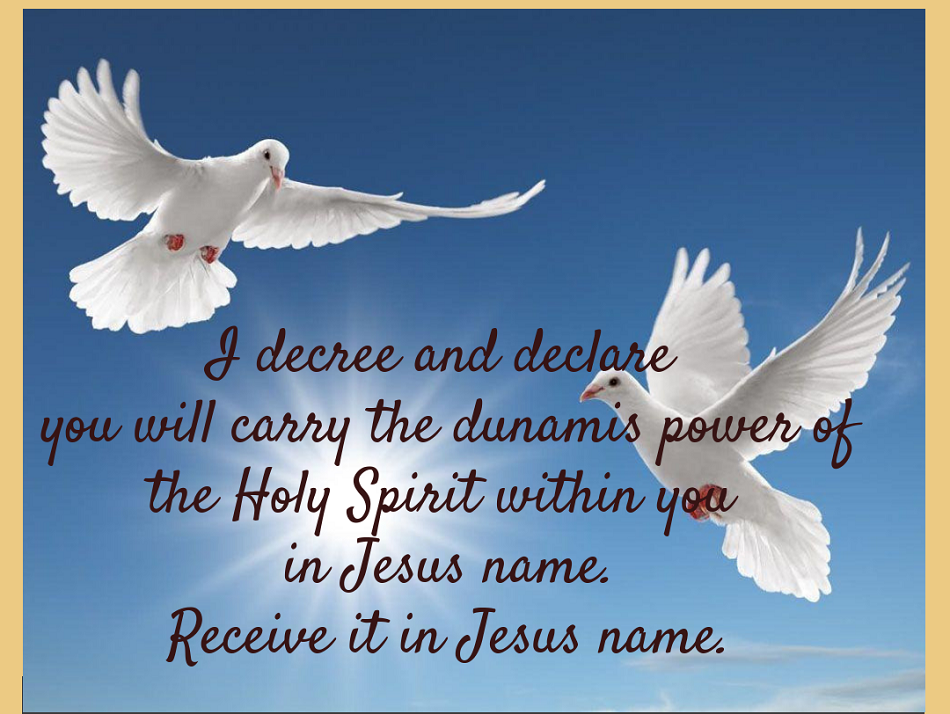 I decree and declare
you will carry the dunamis power of
the Holy Spirit within you
in Jesus name.
Receive it in Jesus name.